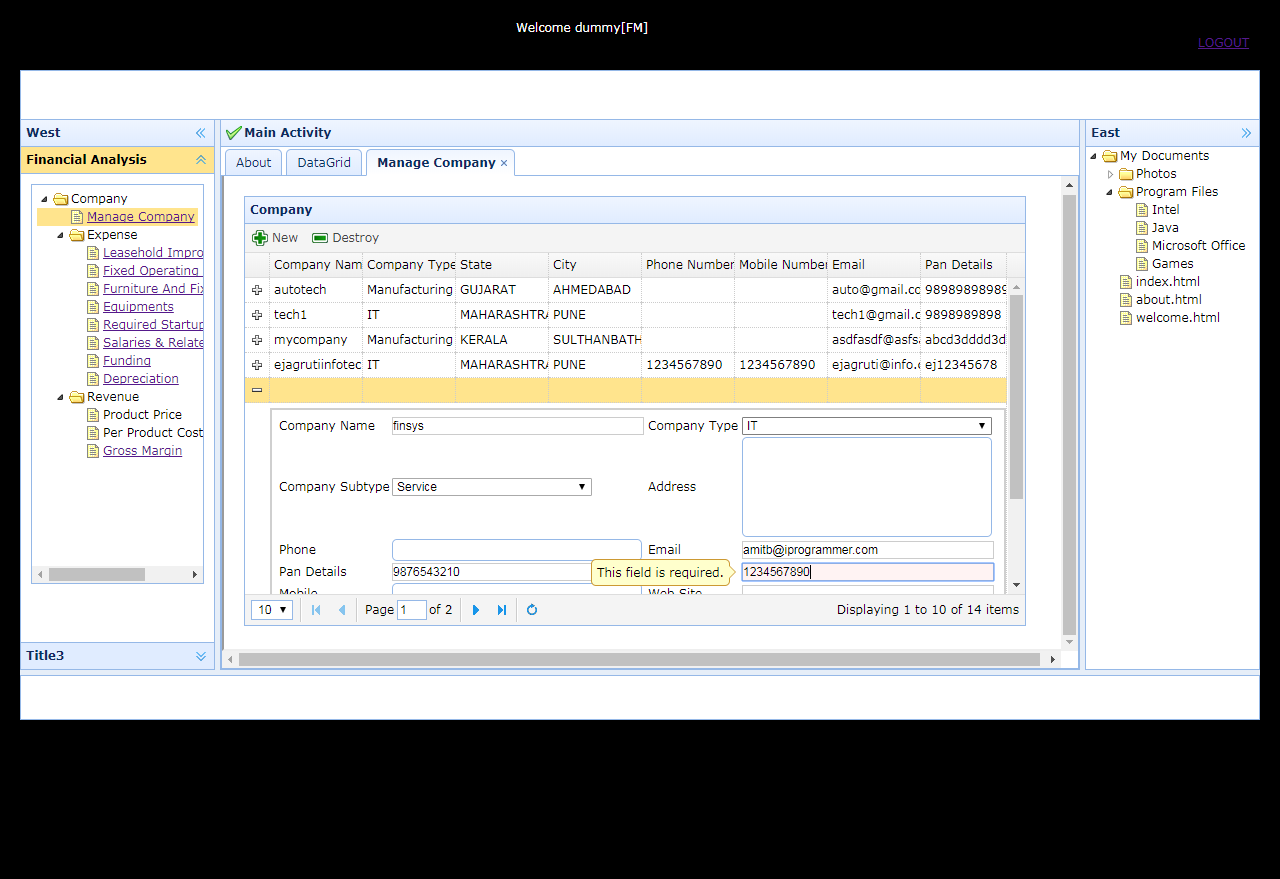 Welcome dummy[FM]
LOGOUT
West
Financial Analysis
Company
Manage Company
Expense
Leasehold Impro
Fixed Operating
Furniture And Fix
Equipments
Required Startup
Salaries & Relate
Funding
Depreciation
Revenue
Product Price
Per Product Cost
Gross Margin
Title3
Main Activity
About DataGrid Manage Company ×
Company
New Destroy
Company Nam Company Type State City Phone Number Mobile Number Email Pan Details
autotech Manufacturing GUJARAT AHMEDABAD auto@gmail.co 98989898989
tech1 IT MAHARASHTRA PUNE tech1@gmail.c 9898989898
mycompany Manufacturing KERALA SULTHANBATH asdfasdf@asfsa abcd3dddd3d
ejagrutiinfotec IT MAHARASHTRA PUNE 1234567890 1234567890 ejagruti@info.c ej12345678
Company Name finsys Company Type IT
Company Subtype Service Address
Phone Email amitb@iprogrammer.com
Pan Details 9876543210 This field is required. 1234567890
Mobile Web Site
10 Page 1 of 2 Displaying 1 to 10 of 14 items
East
My Documents
Photos
Program Files
Intel
Java
Microsoft Office
Games
index.html
about.html
welcome.html